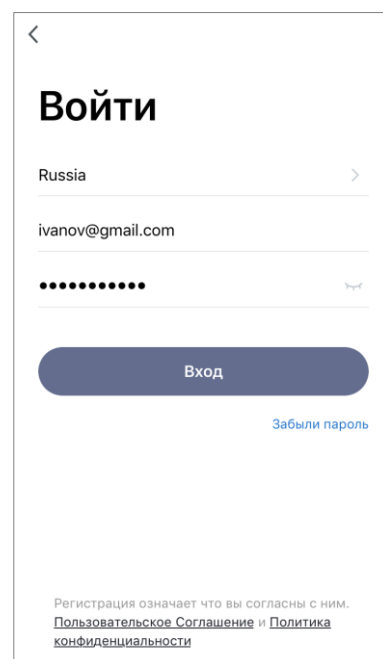 Войти
Russia
ivanov@gmail.com
●●●●●●●●●●●
Вход
Забыли пароль
Регистрация означает что вы согласны с ним.
Пользовательское Соглашение и Политика
конфиденциальности